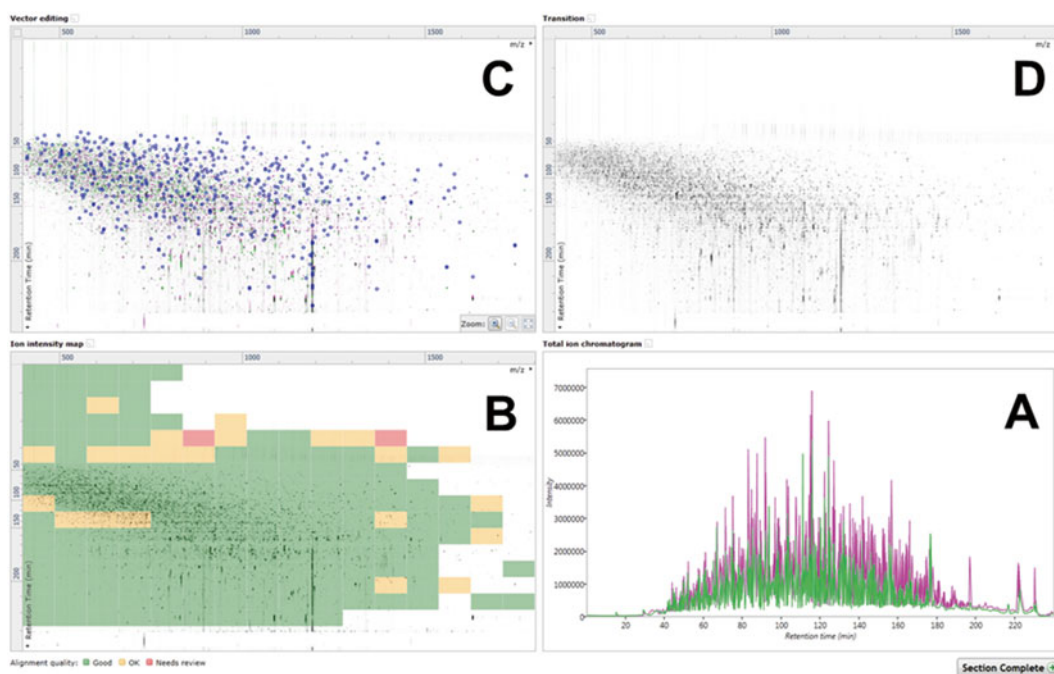 Vector editing
500 1000 1500
m/z
C
50
100
150
200
Retention Time (min)
Zoom:
Transition
500 1000 1500
m/z
D
50
100
150
200
Retention Time (min)
Ion intensity map
500 1000 1500
m/z
B
50
100
150
200
Retention Time (min)
Alignment quality: Good OK Needs review
Total ion chromatogram
A
7000000
6000000
5000000
4000000
3000000
2000000
1000000
0
Intensity
20 40 60 80 100 120 140 160 180 200 220
Retention time (min)
Section Complete